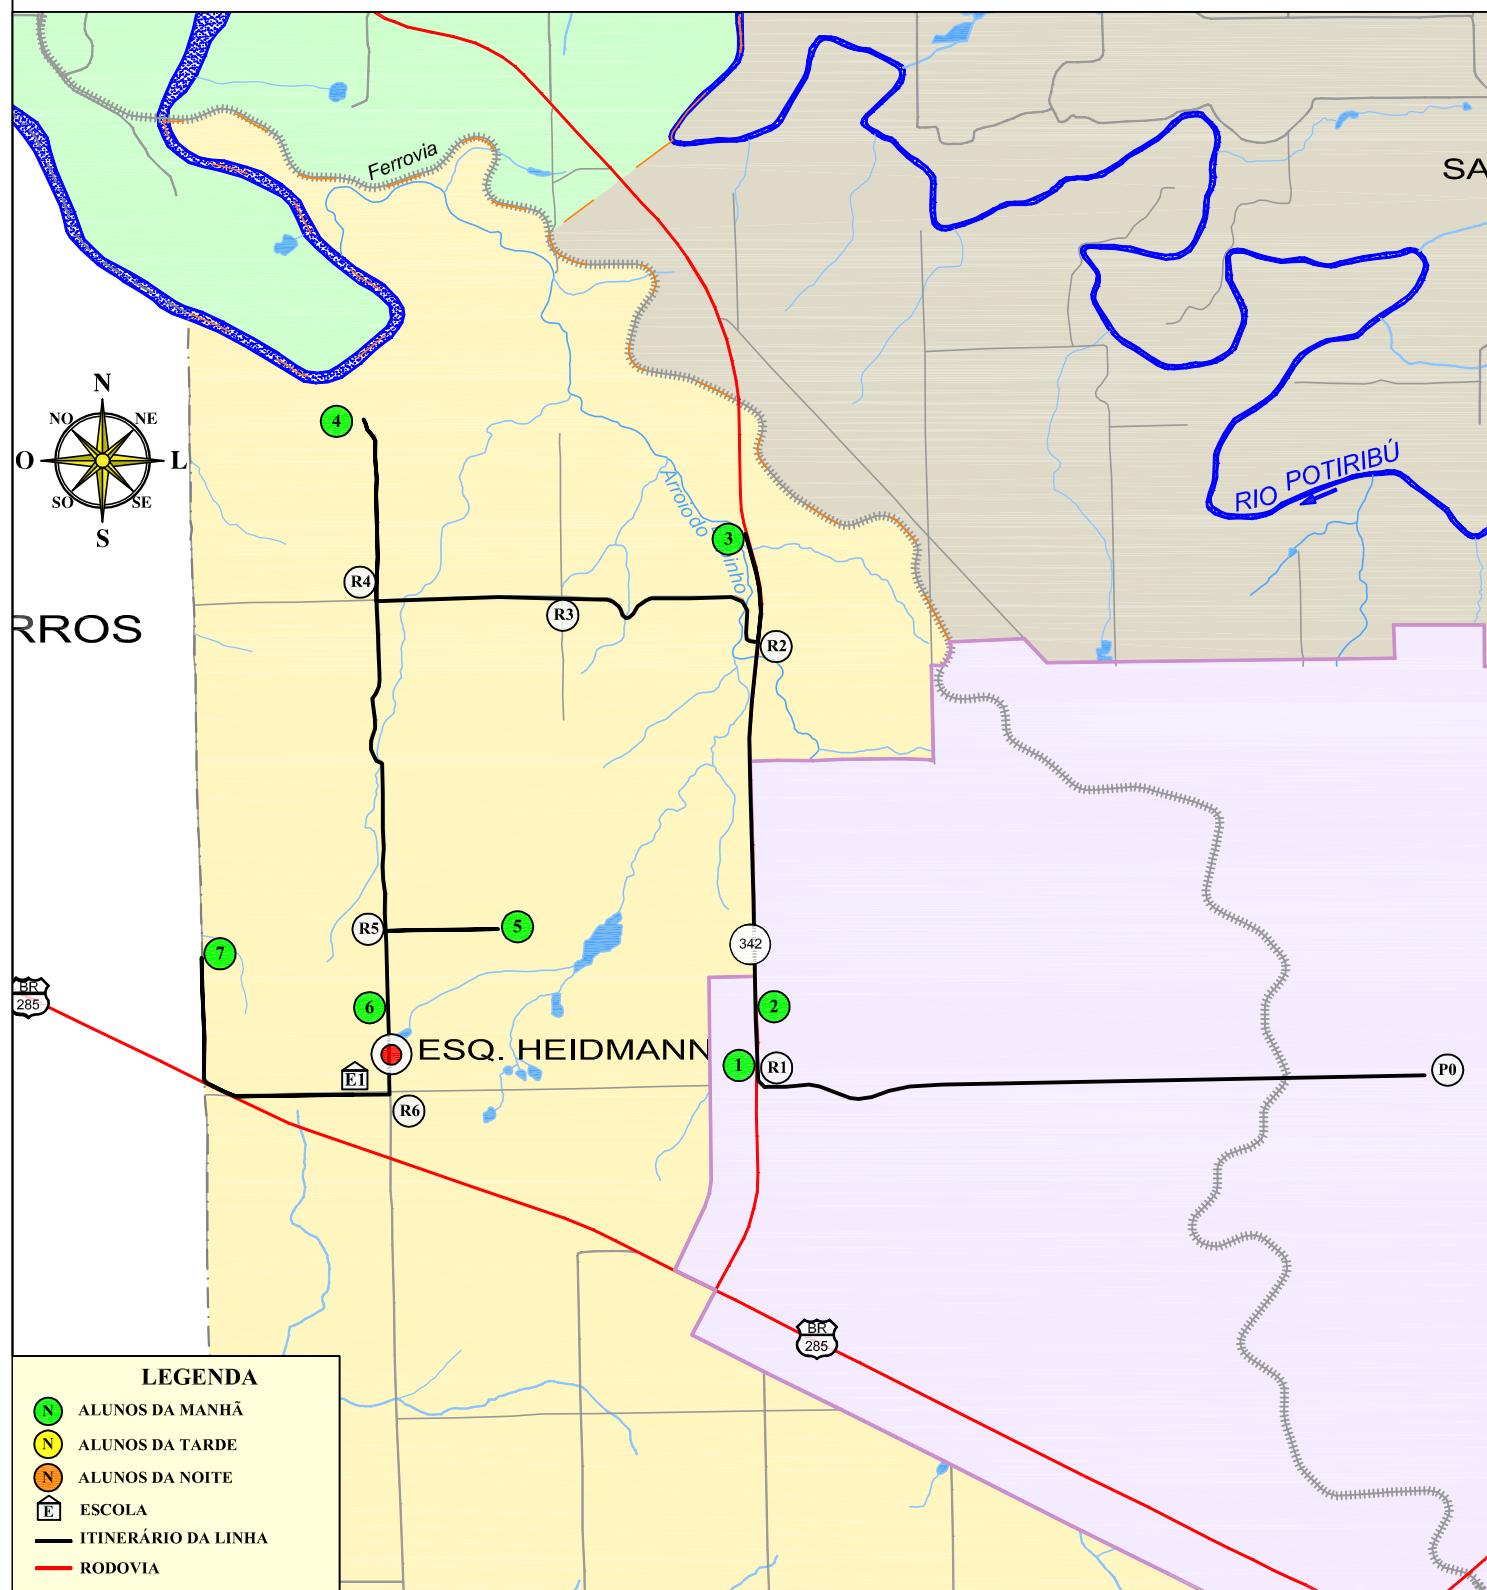 Ferrovia
SA
N
NO
NE
O
L
SO
SE
S
4
RIO POTIRIBÚ
Arroiodo
inho
3
R4
R3
RROS
R2
R5
5
342
7
BR
285
6
2
ESQ. HEIDMANN
1
R1
P0
E1
R6
BR
285
LEGENDA
N ALUNOS DA MANHÃ
N ALUNOS DA TARDE
N ALUNOS DA NOITE
E ESCOLA
ITINERÁRIO DA LINHA
RODOVIA